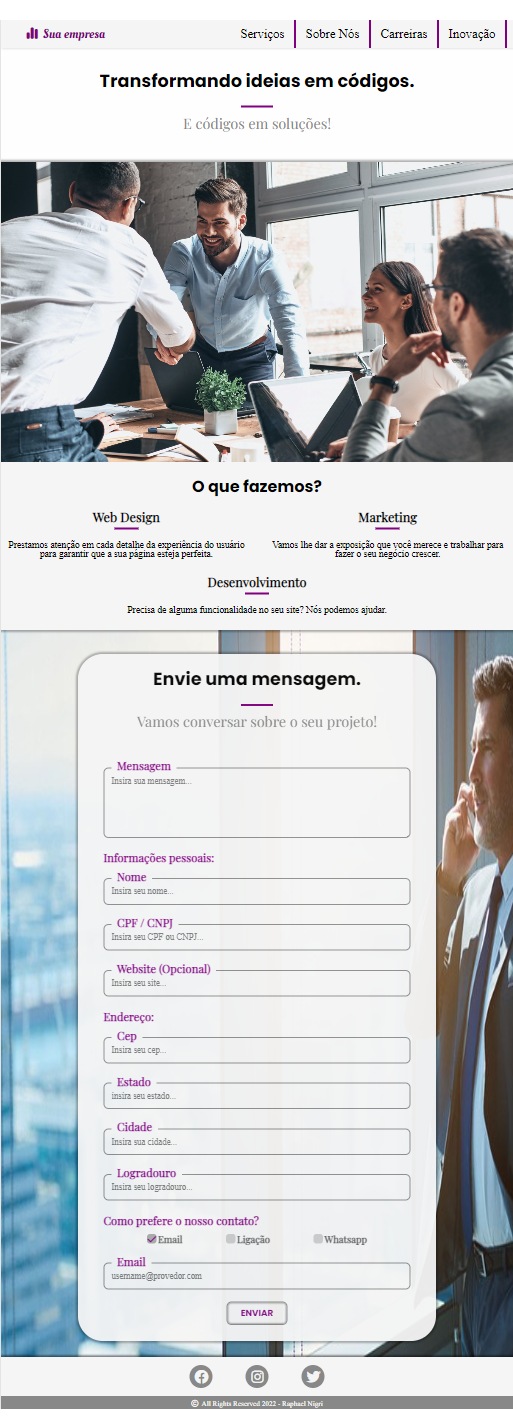 Sua empresa
Serviços
Sobre Nós
Carreiras
Inovação
Transformando ideias em códigos.
E códigos em soluções!
O que fazemos?
Web Design
Prestamos atenção em cada detalhe da experiência do usuário
para garantir que a sua página esteja perfeita.
Marketing
Vamos lhe dar a exposição que você merece e trabalhar para
fazer o seu negócio crescer.
Desenvolvimento
Precisa de alguma funcionalidade no seu site? Nós podemos ajudar.
Envie uma mensagem.
Vamos conversar sobre o seu projeto!
Mensagem
Insira sua mensagem...
Informações pessoais:
Nome
Insira seu nome...
CPF / CNPJ
Insira seu CPF ou CNPJ...
Website (Opcional)
Insira seu site...
Endereço:
Cep
Insira seu cep...
Estado
insira seu estado...
Cidade
Insira sua cidade...
Logradouro
Insira seu logradouro...
Como prefere o nosso contato?
Email
Ligação
Whatsapp
Email
username@provedor.com
ENVIAR
© All Rights Reserved 2022 - Raphael Nigri